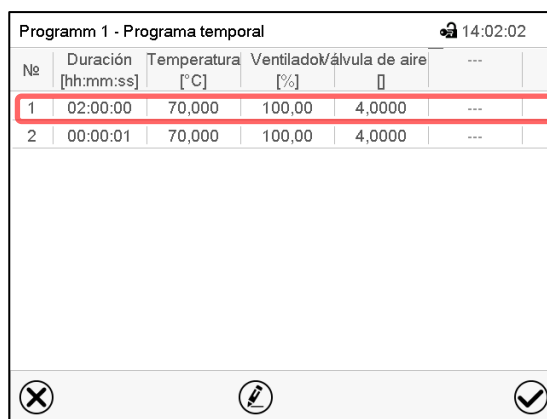 Programm 1 - Programa temporal 14:02:02
№ Duración Temperatura Ventilador Válvula de aire ---
[hh:mm:ss] [°C] [%] []
1 02:00:00 70,000 100,00 4,0000 ---
2 00:00:01 70,000 100,00 4,0000 ---